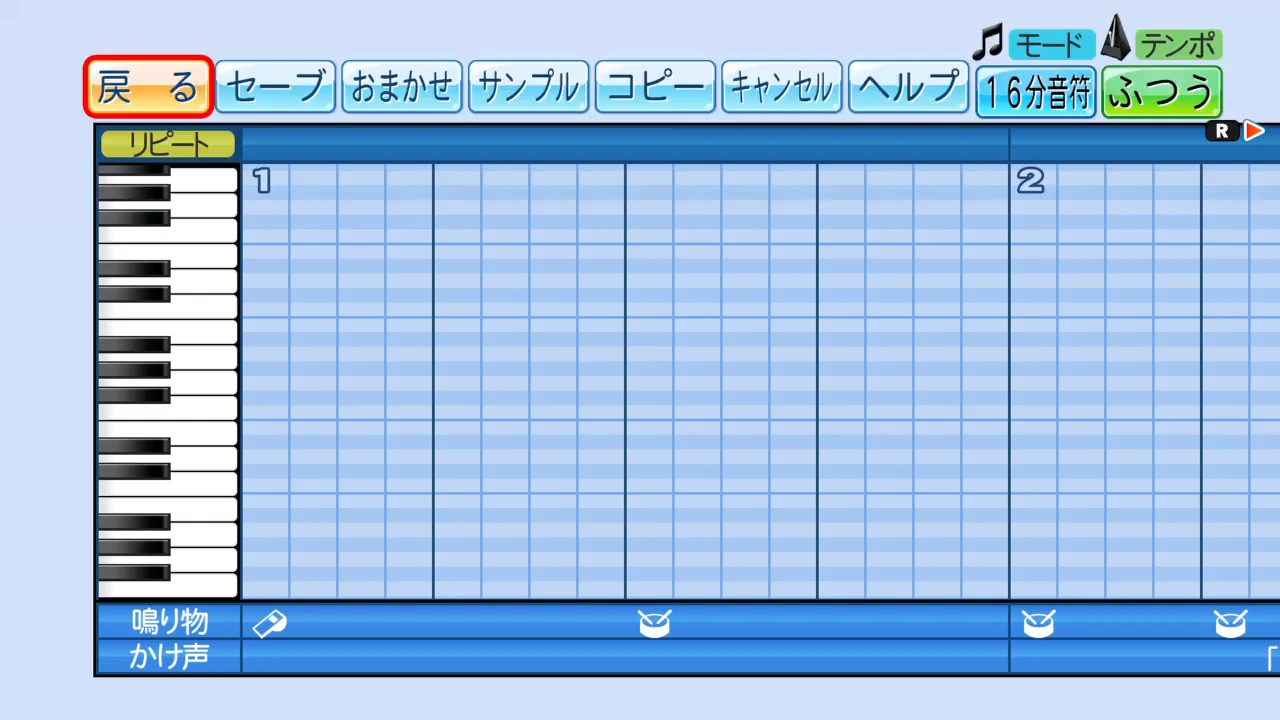 モード テンポ
戻る セーブ おまかせ サンプル コピー キャンセル ヘルプ 16分音符 ふつう
リピート R
1 2
鳴り物
かけ声 「